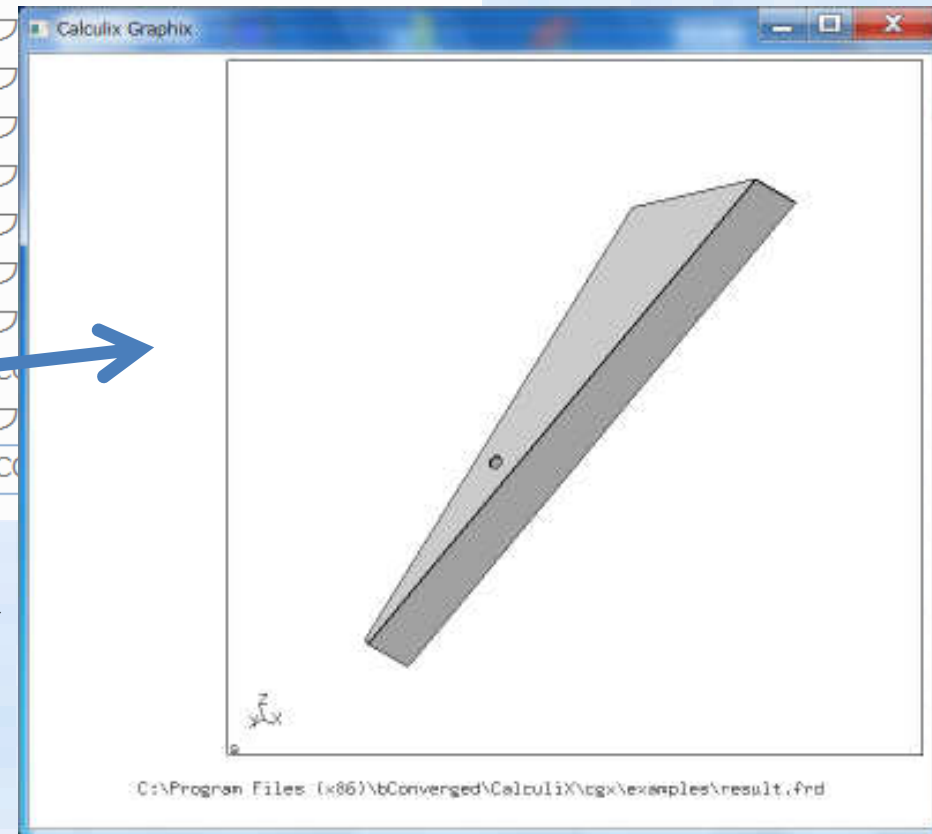 Calculix Graphix
Z
Y X
C:\Program Files (x86)\bConverged\CalculiX\cgx\examples\result.frd